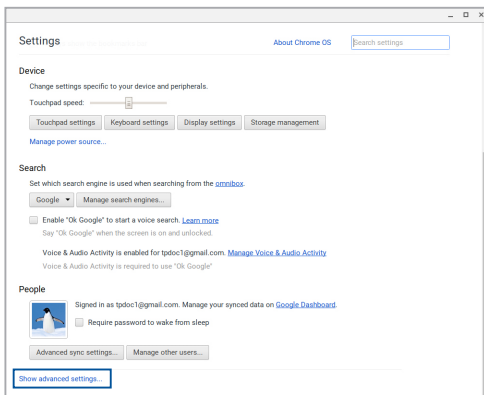 Settings
About Chrome OS
Search settings
Device
Change settings specific to your device and peripherals.
Touchpad speed:
Touchpad settings Keyboard settings Display settings Storage management
Manage power source...
Search
Set which search engine is used when searching from the omnibox.
Google Manage search engines...
Enable "Ok Google" to start a voice search. Learn more
Say "Ok Google" when the screen is on and unlocked.
Voice & Audio Activity is enabled for tpdoc1@gmail.com. Manage Voice & Audio Activity
Voice & Audio Activity is required to use "Ok Google"
People
Signed in as tpdoc1@gmail.com. Manage your synced data on Google Dashboard.
Require password to wake from sleep
Advanced sync settings... Manage other users...
Show advanced settings...